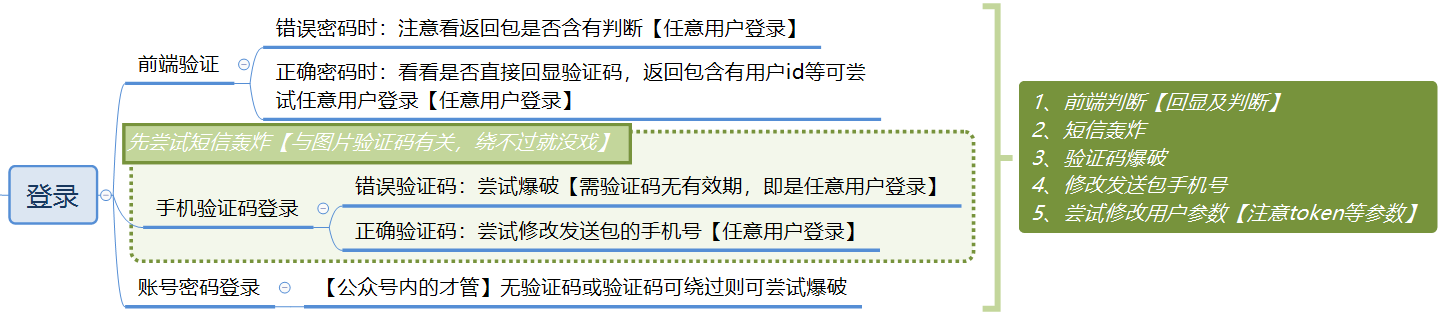 登录
前端验证
错误密码时：注意看返回包是否含有判断【任意用户登录】
正确密码时：看看是否直接回显验证码，返回包含有用户id等可尝
试任意用户登录【任意用户登录】
先尝试短信轰炸【与图片验证码有关，绕不过就没戏】
手机验证码登录
错误验证码：尝试爆破【需验证码无有效期，即是任意用户登录】
正确验证码：尝试修改发送包的手机号【任意用户登录】
账号密码登录
【公众号内的才管】无验证码或验证码可绕过则可尝试爆破
1、前端判断【回显及判断】
2、短信轰炸
3、验证码爆破
4、修改发送包手机号
5、尝试修改用户参数【注意token等参数】